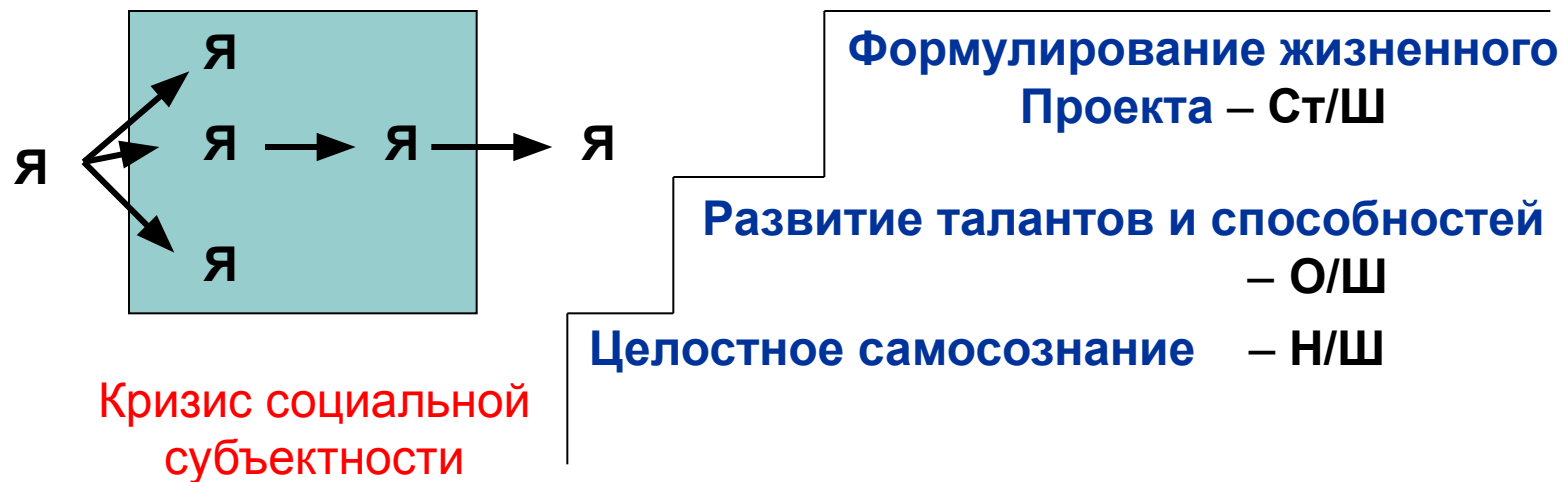 Я
Я
Я Я Я
Я
Кризис социальной
субъектности
Формулирование жизненного
Проекта – Ст/Ш
Развитие талантов и способностей
– О/Ш
Целостное самосознание – Н/Ш